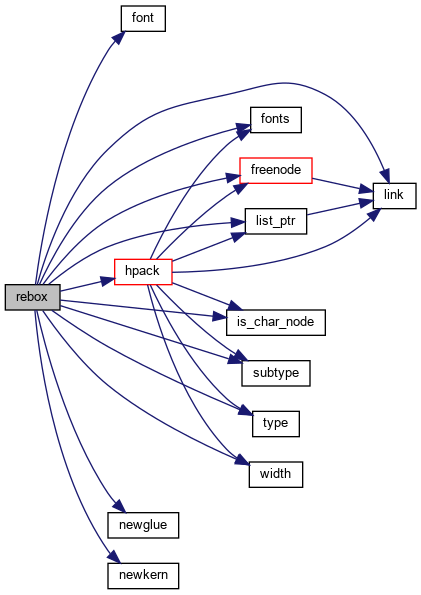 font
fonts
freenode
link
list_ptr
hpack
rebox
is_char_node
subtype
type
width
newglue
newkern